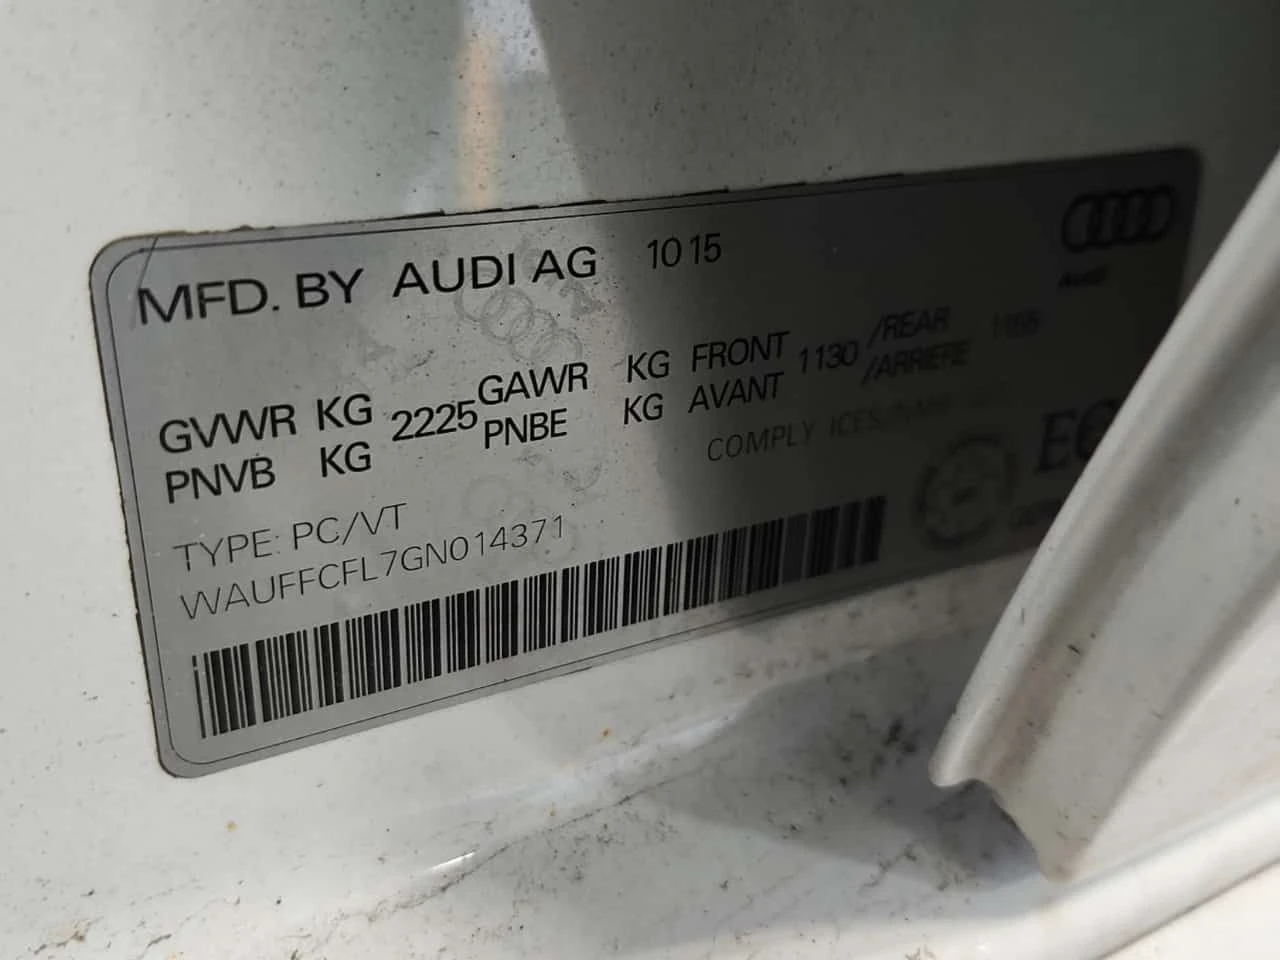 MFD. BY AUDI AG 10 15
GVWR KG 2225 GAWR KG FRONT 1130 /REAR
PNVB KG PNBE KG AVANT /ARRIERE
COMPLY
TYPE: PC/VT
WAUFFCFL7GN014371
Audi